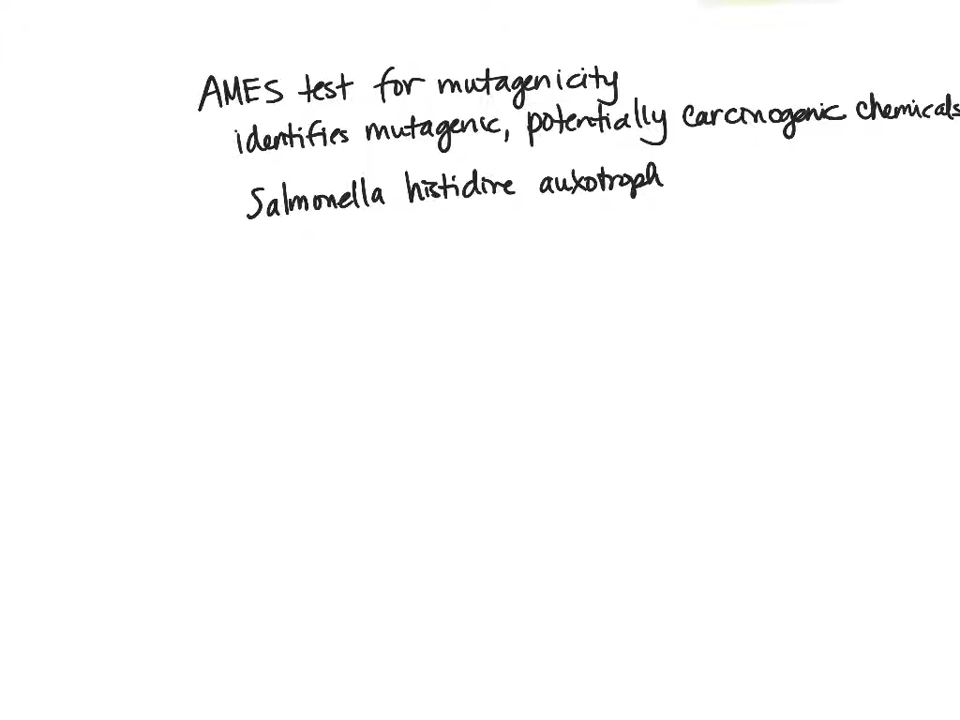 AMES test for mutagenicity
identifies mutagenic, potentially carcinogenic chemicals
Salmonella histidine auxotroph